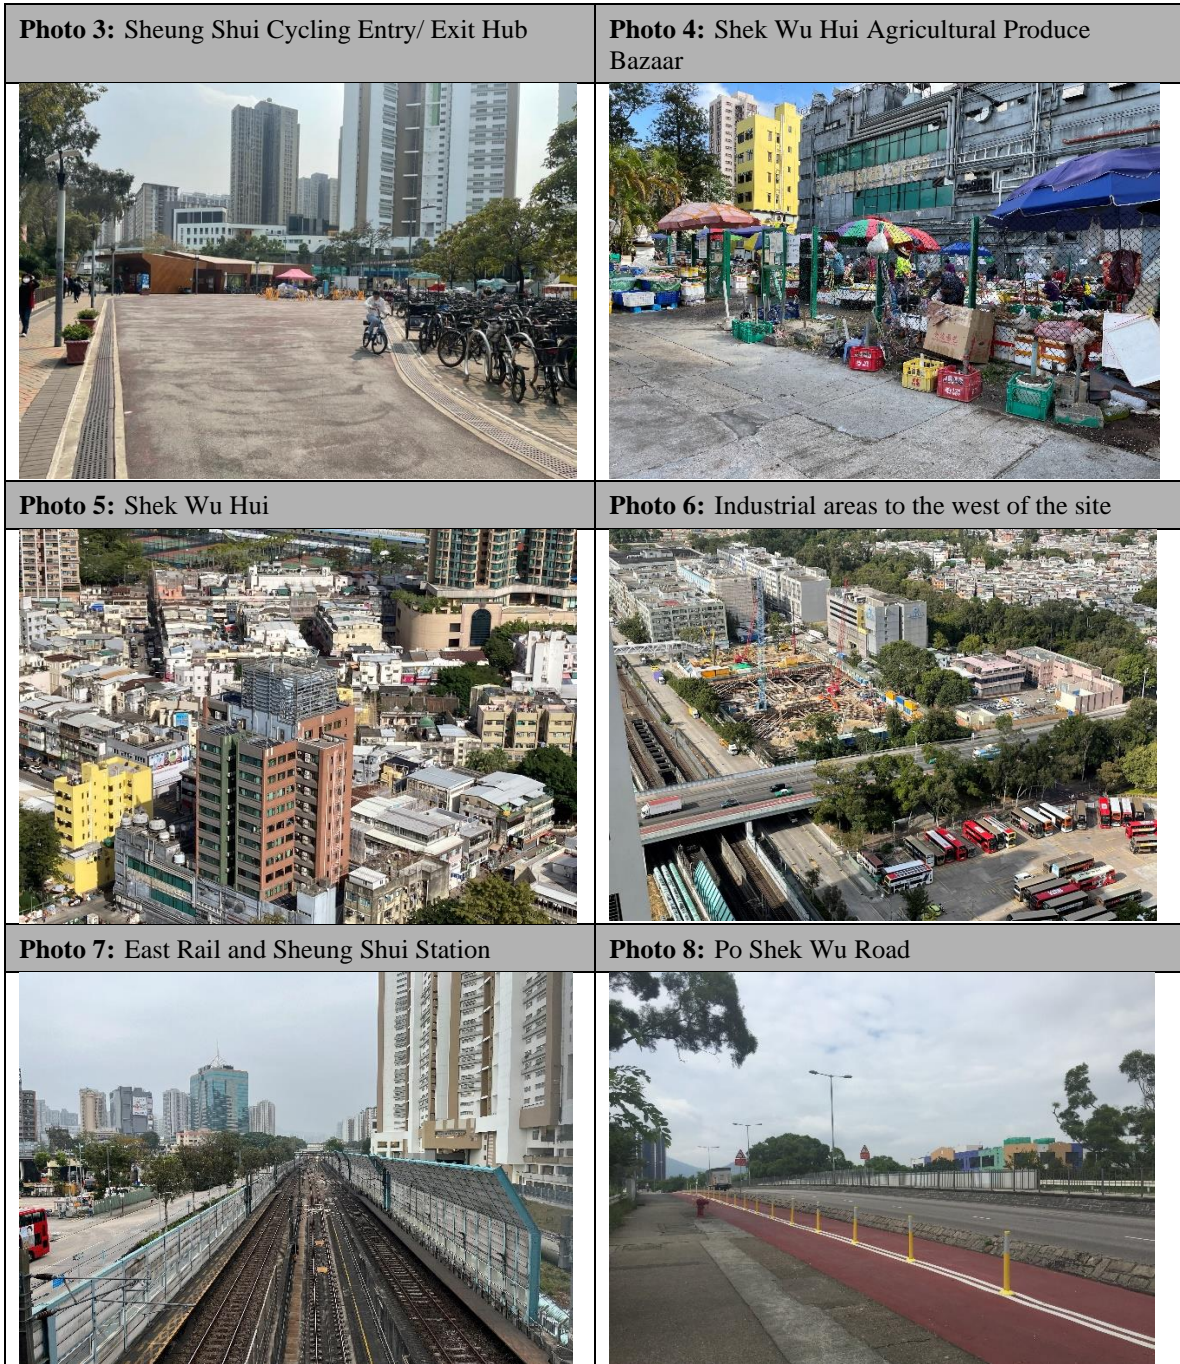 Photo 3: Sheung Shui Cycling Entry/ Exit Hub
Photo 4: Shek Wu Hui Agricultural Produce
Bazaar
Photo 5: Shek Wu Hui
Photo 6: Industrial areas to the west of the site
Photo 7: East Rail and Sheung Shui Station
Photo 8: Po Shek Wu Road